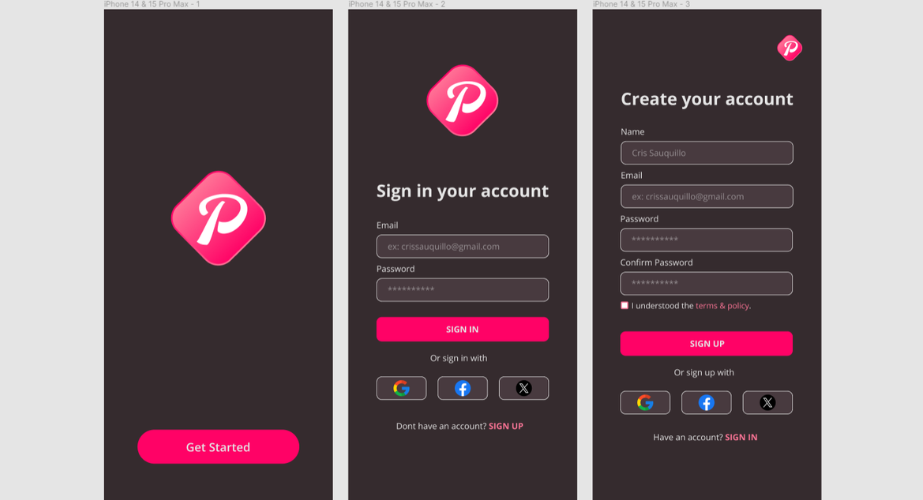 iPhone 14 & 15 Pro Max - 1
P
Get Started
iPhone 14 & 15 Pro Max - 2
P
Sign in your account
Email
ex: crissauquillo@gmail.com
Password
**********
SIGN IN
Or sign in with
G
f
X
Dont have an account? SIGN UP
iPhone 14 & 15 Pro Max - 3
P
Create your account
Name
Cris Sauquillo
Email
ex: crissauquillo@gmail.com
Password
**********
Confirm Password
**********
I understood the terms & policy.
SIGN UP
Or sign up with
G
f
X
Have an account? SIGN IN